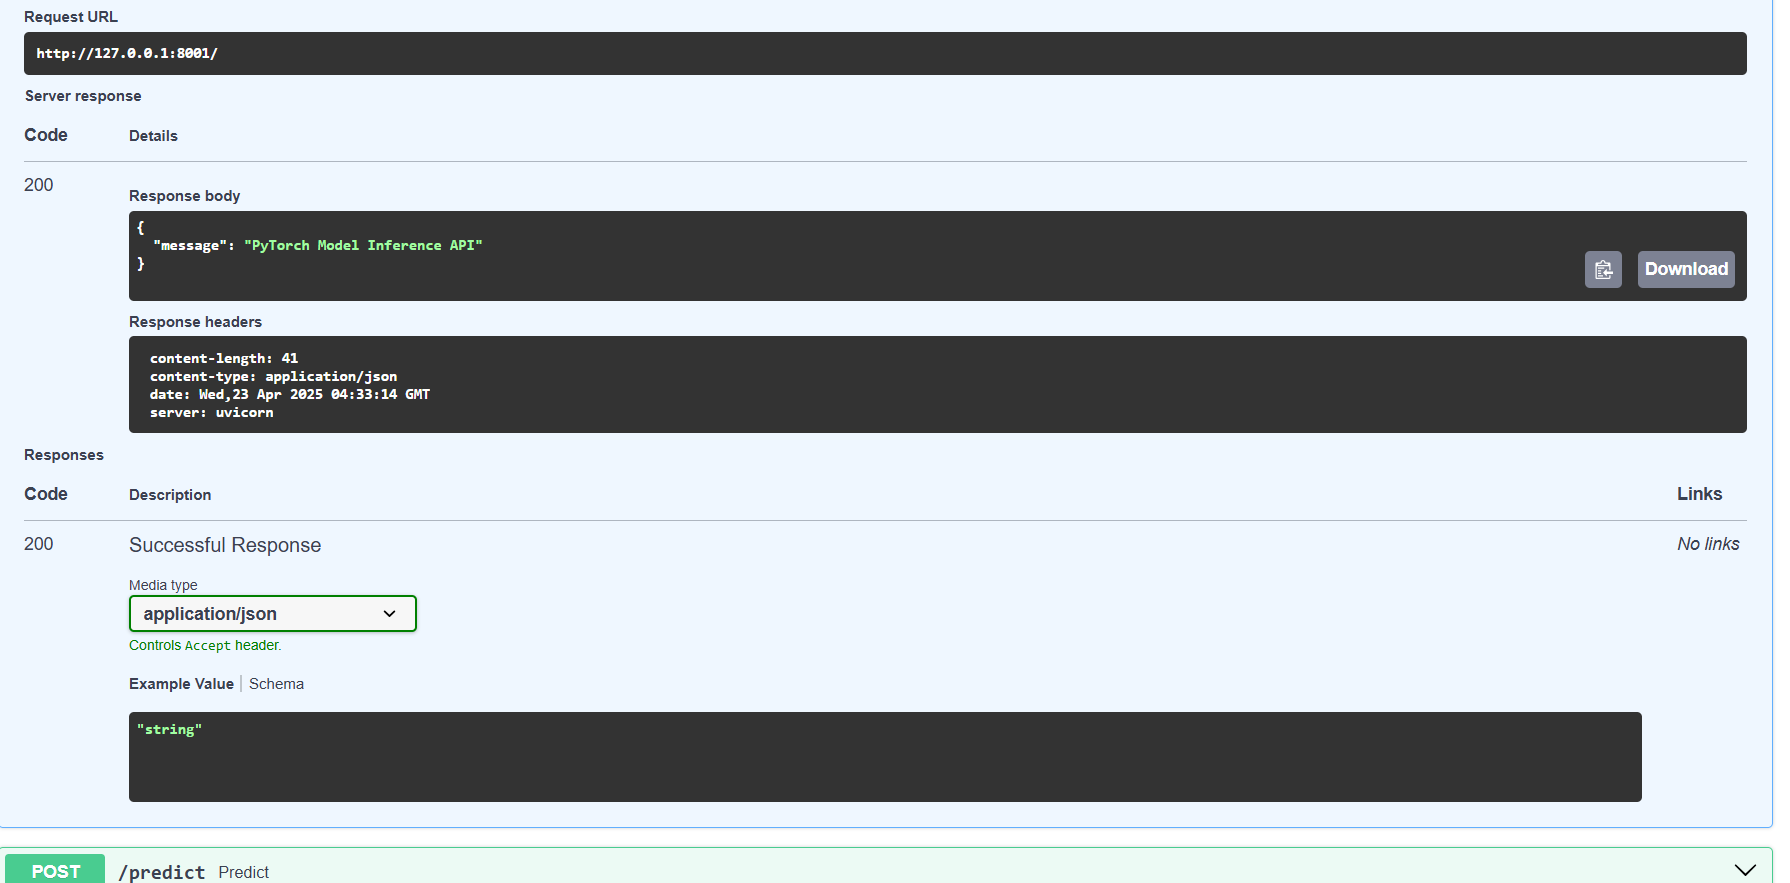 Request URL
http://127.0.0.1:8001/
Server response
Code Details
200
Response body
{
"message": "PyTorch Model Inference API"
}
Download
Response headers
content-length: 41
content-type: application/json
date: Wed,23 Apr 2025 04:33:14 GMT
server: uvicorn
Responses
Code Description Links
200 Successful Response No links
Media type
application/json
Controls Accept header.
Example Value Schema
"string"
POST /predict Predict